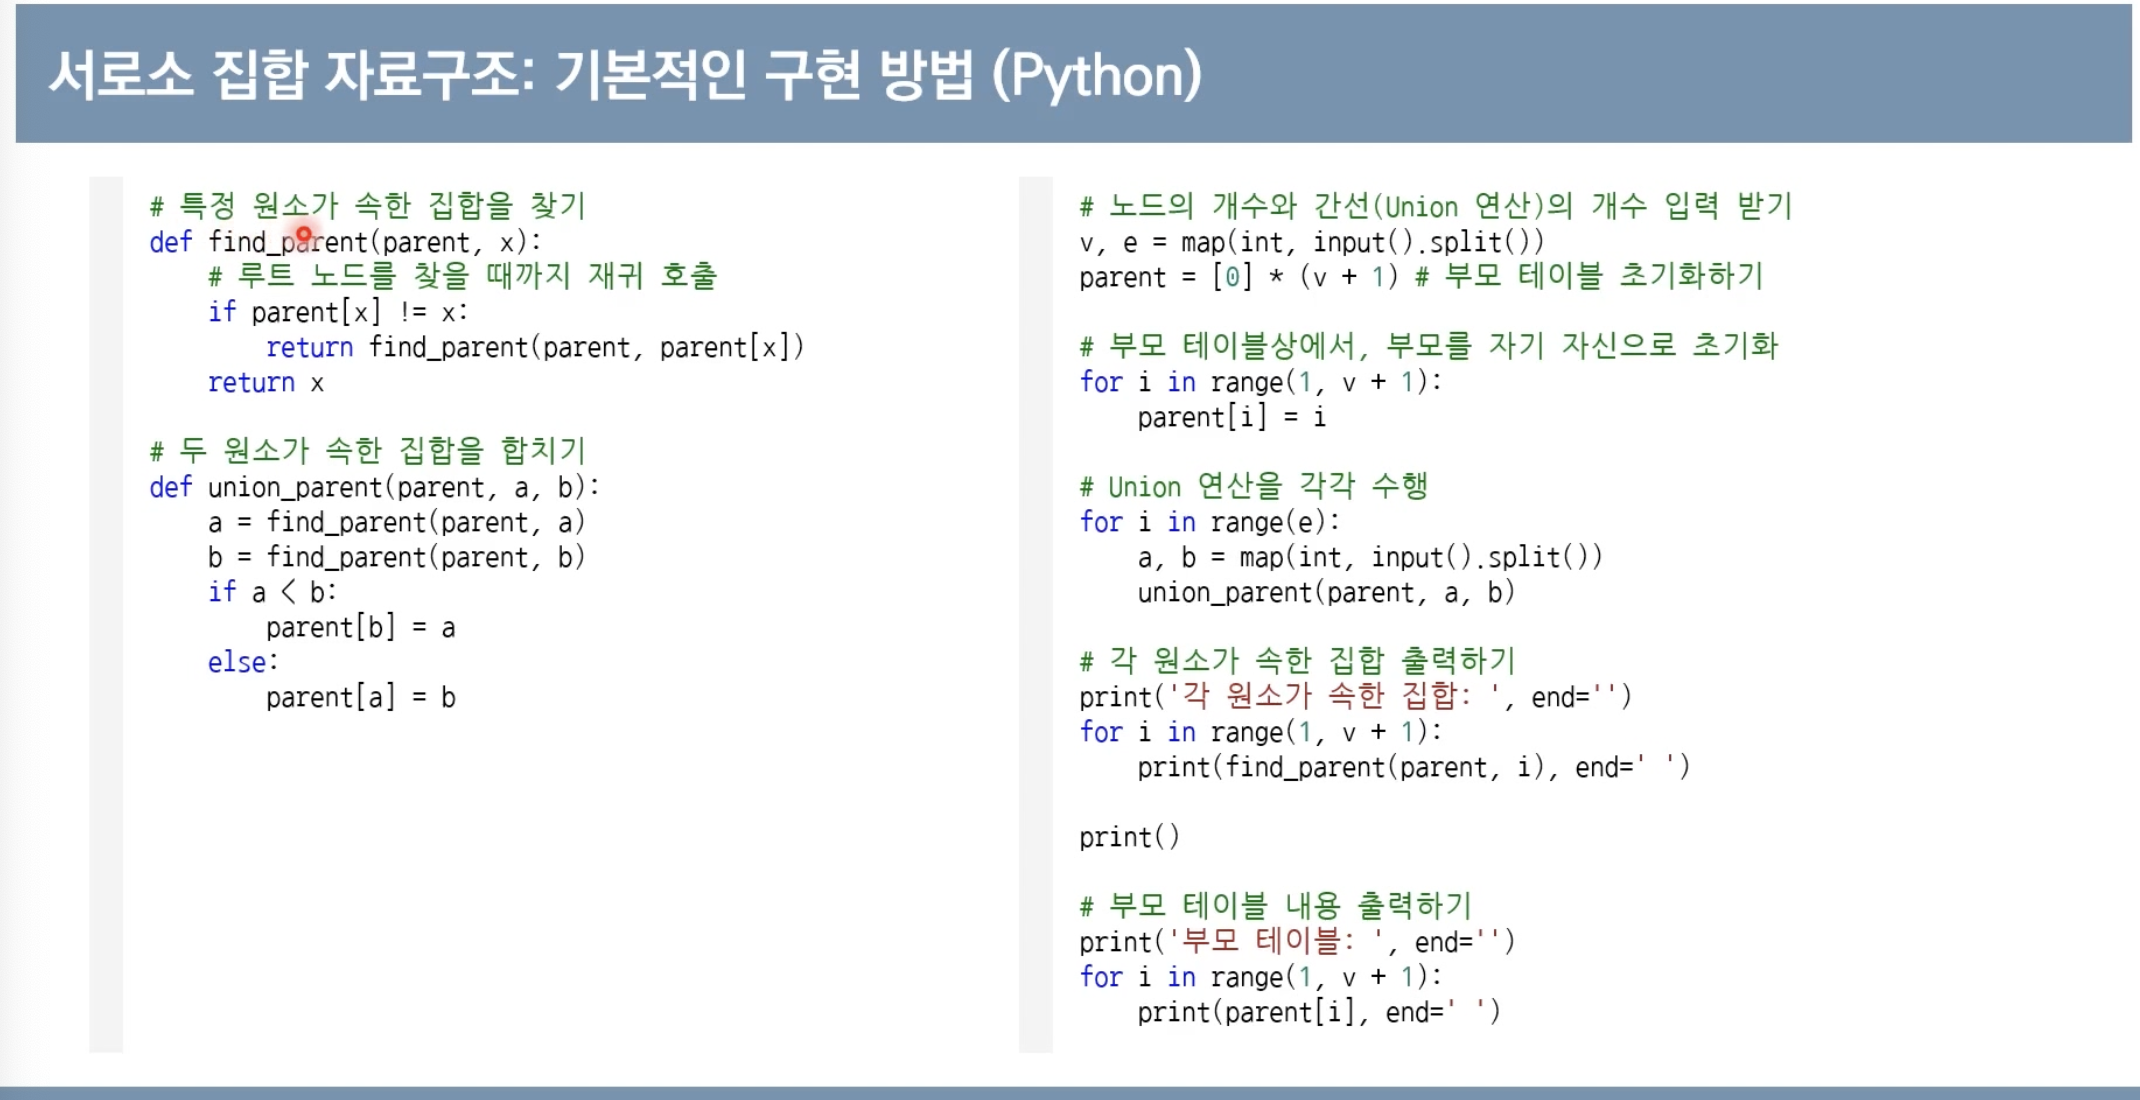 서로소 집합 자료구조: 기본적인 구현 방법 (Python)
# 특정 원소가 속한 집합을 찾기
def find_parent(parent, x):
    # 루트 노드를 찾을 때까지 재귀 호출
    if parent[x] != x:
        return find_parent(parent, parent[x])
    return x
# 두 원소가 속한 집합을 합치기
def union_parent(parent, a, b):
    a = find_parent(parent, a)
    b = find_parent(parent, b)
    if a < b:
        parent[b] = a
    else:
        parent[a] = b
# 노드의 개수와 간선(Union 연산)의 개수 입력 받기
v, e = map(int, input().split())
parent = [0] * (v + 1) # 부모 테이블 초기화하기
# 부모 테이블상에서, 부모를 자기 자신으로 초기화
for i in range(1, v + 1):
    parent[i] = i
# Union 연산을 각각 수행
for i in range(e):
    a, b = map(int, input().split())
    union_parent(parent, a, b)
# 각 원소가 속한 집합 출력하기
print('각 원소가 속한 집합: ', end='')
for i in range(1, v + 1):
    print(find_parent(parent, i), end=' ')
print()
# 부모 테이블 내용 출력하기
print('부모 테이블: ', end='')
for i in range(1, v + 1):
    print(parent[i], end=' ')